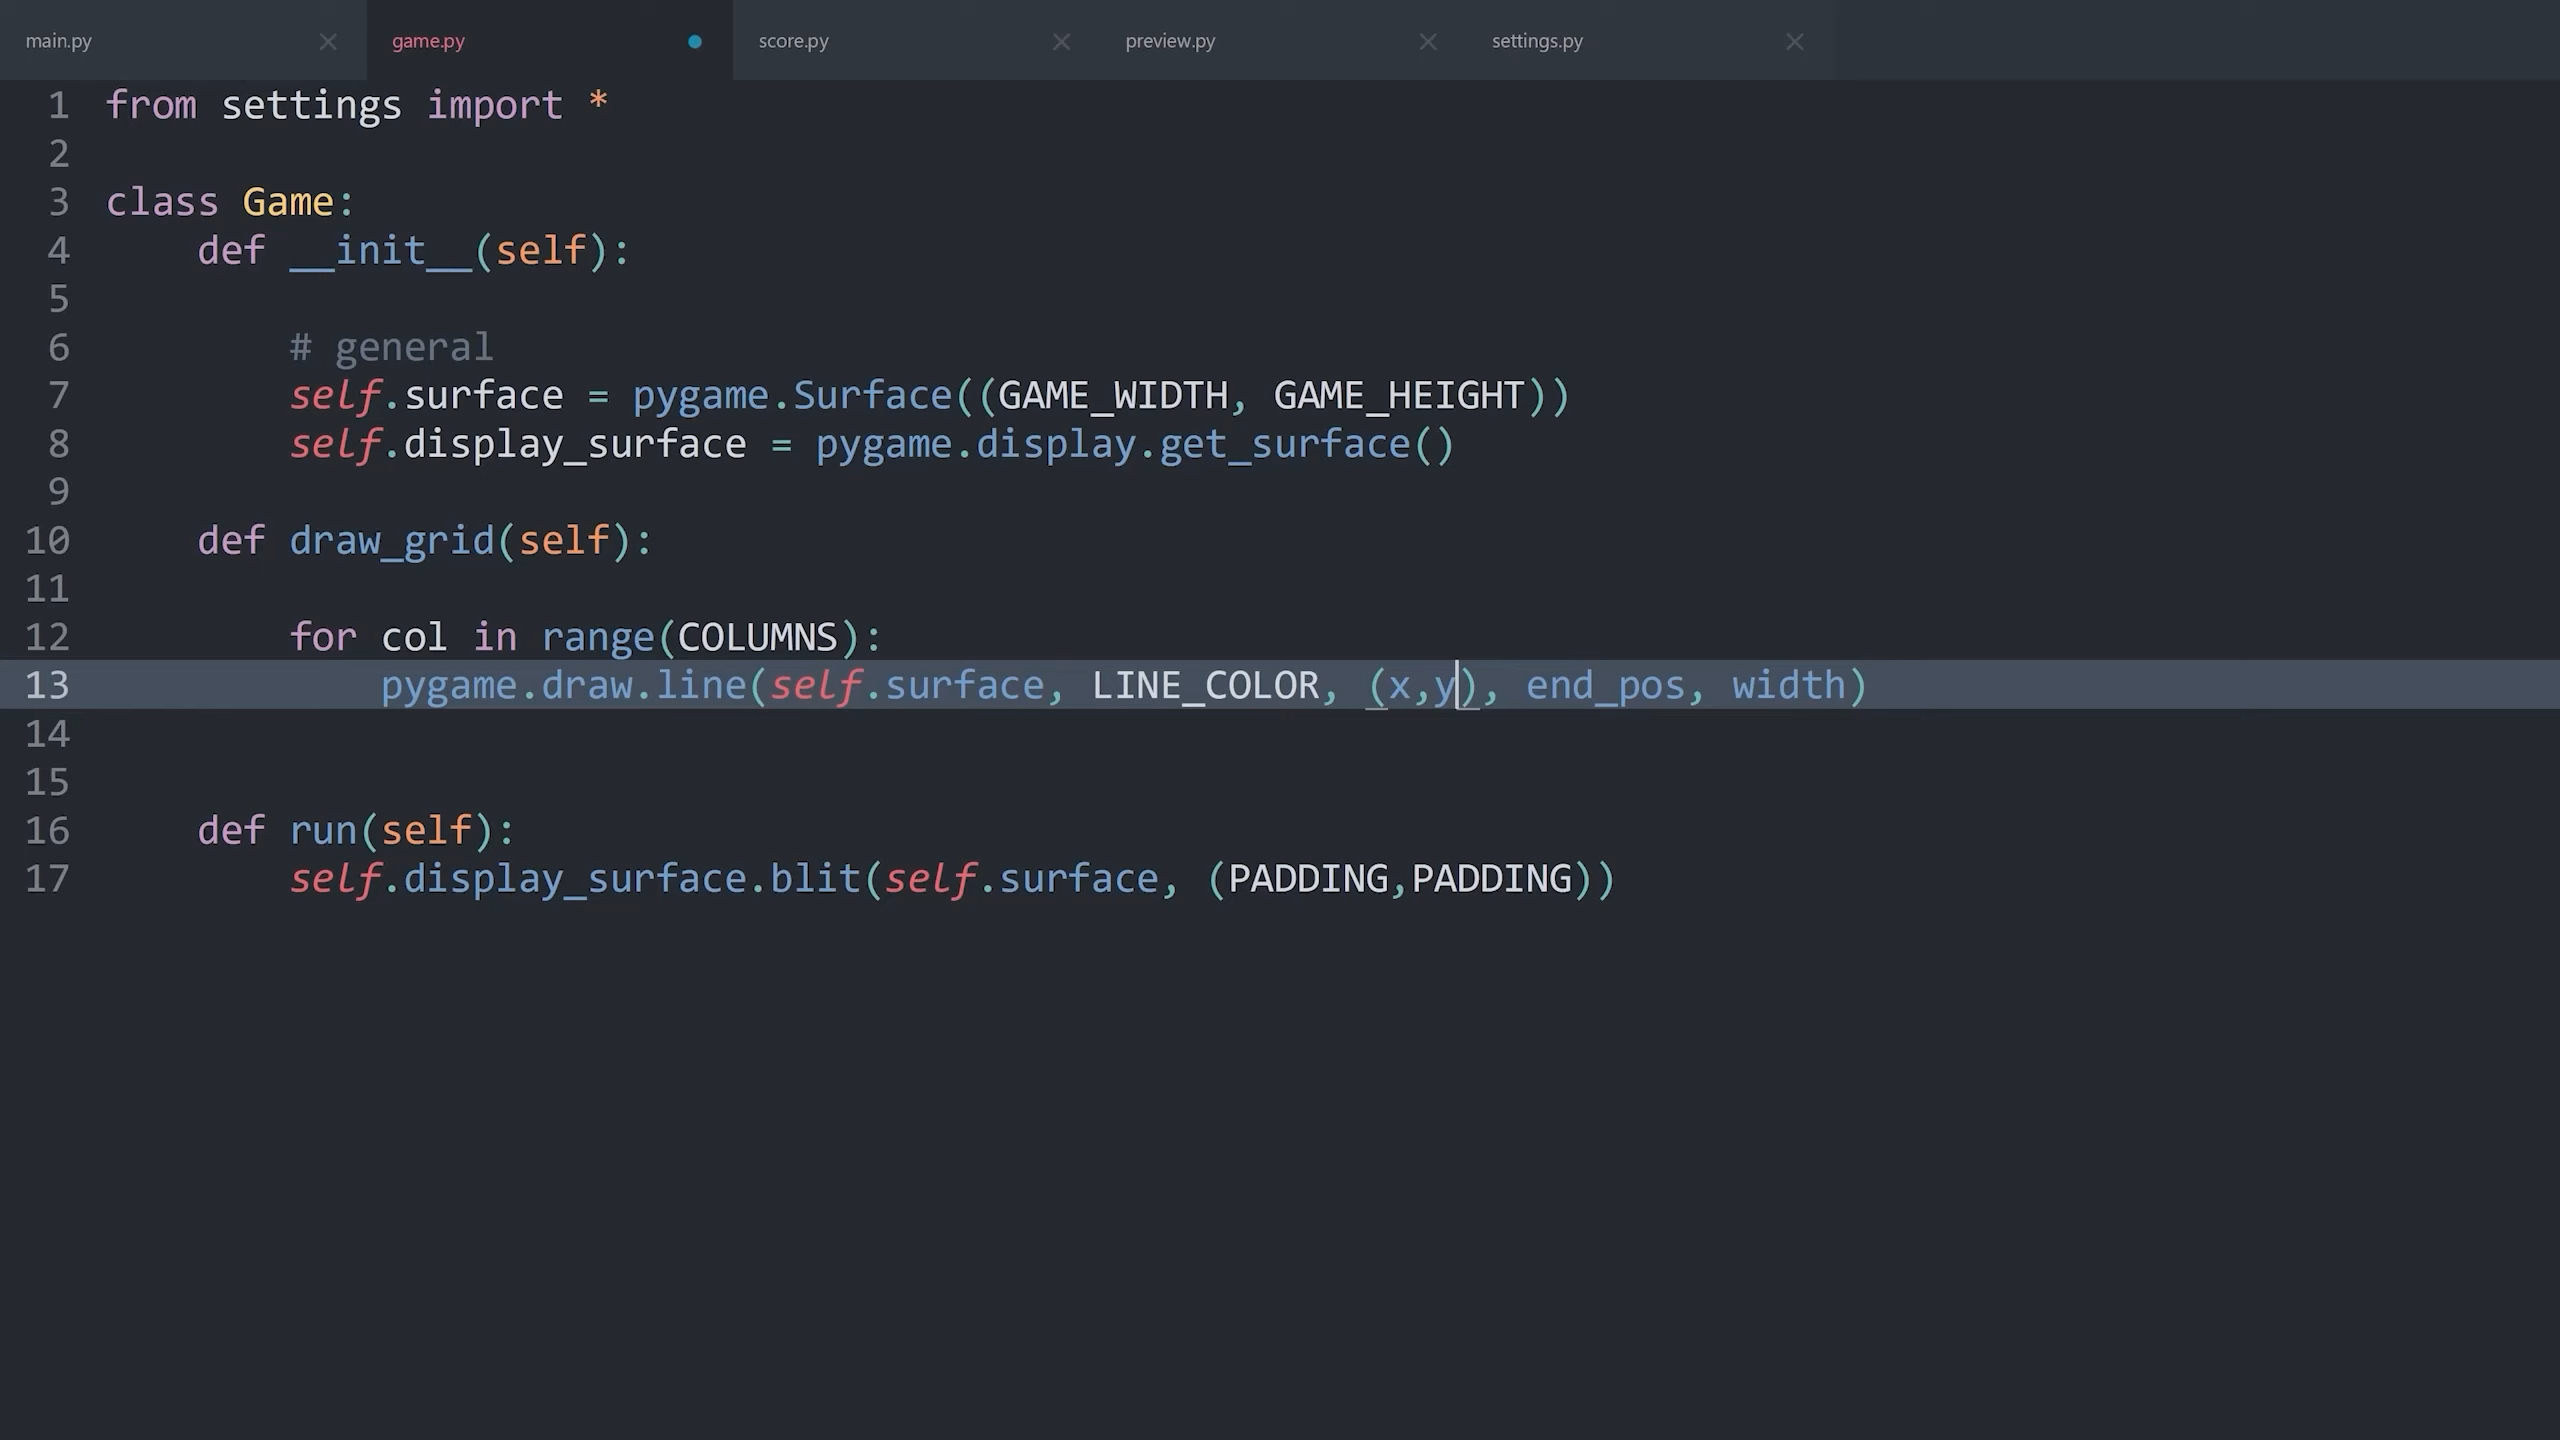 main.py × game.py score.py × preview.py × settings.py ×
1 from settings import *
2
3 class Game:
4 def __init__(self):
5
6 # general
7 self.surface = pygame.Surface((GAME_WIDTH, GAME_HEIGHT))
8 self.display_surface = pygame.display.get_surface()
9
10 def draw_grid(self):
11
12 for col in range(COLUMNS):
13 pygame.draw.line(self.surface, LINE_COLOR, (x,y), end_pos, width)
14
15
16 def run(self):
17 self.display_surface.blit(self.surface, (PADDING,PADDING))